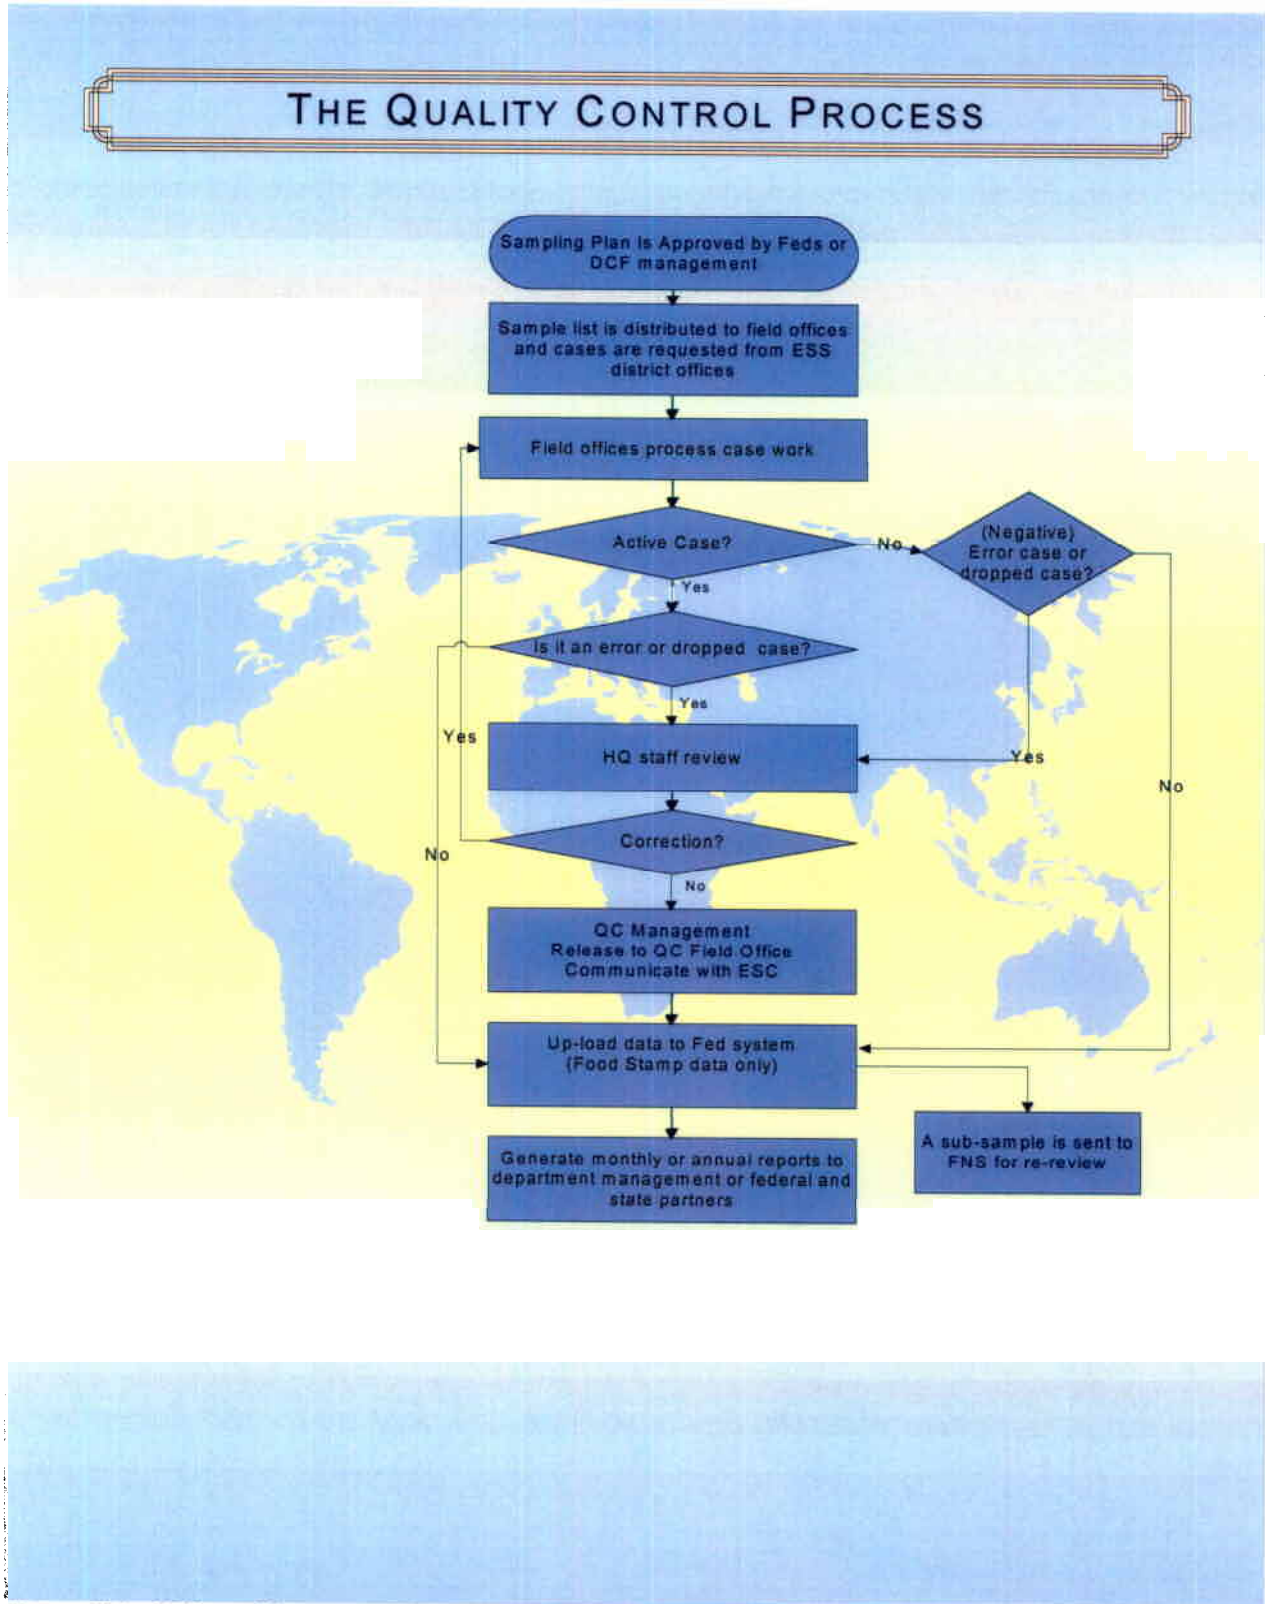 THE QUALITY CONTROL PROCESS
Sampling Plan Is Approved by Feds or
DCF management
Sample list is distributed to field offices
and cases are requested from ESS
district offices
Field offices process case work
Active Case?
No
(Negative)
Error case or
dropped case?
Yes
Is it an error or dropped case?
Yes
Yes
HQ staff review
Yes
No
Correction?
No
No
QC Management
Release to QC Field Office
Communicate with ESC
Up-load data to Fed system
(Food Stamp data only)
A sub-sample is sent to
FNS for re-review
Generate monthly or annual reports to
department management or federal and
state partners